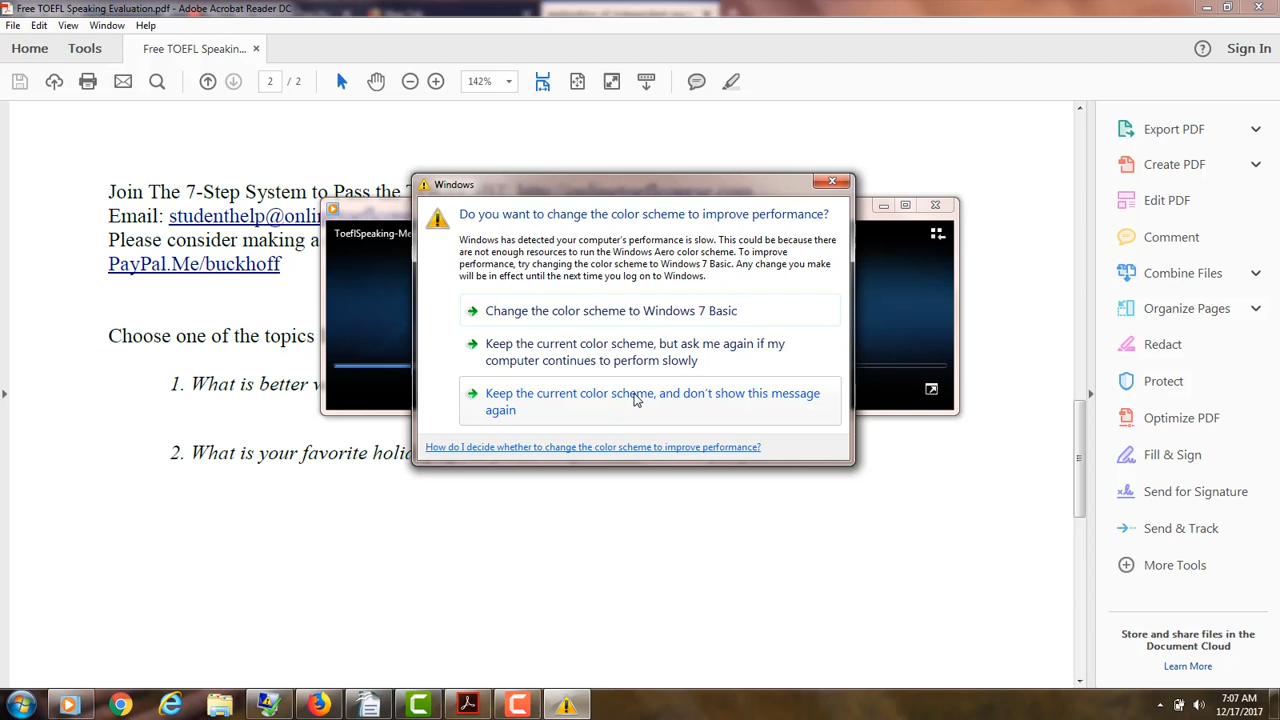 Free TOEFL Speaking Evaluation.pdf - Adobe Acrobat Reader DC
File Edit View Window Help
Home Tools Free TOEFL Speakin... Sign In
2 / 2 142%
Join The 7-Step System to Pass the
Email: studenthelp@onli
Please consider making a
PayPal.Me/buckhoff
Choose one of the topics
1. What is better
2. What is your favorite holi
ToeflSpeaking-Me
Windows
Do you want to change the color scheme to improve performance?
Windows has detected your computer's performance is slow. This could be because there
are not enough resources to run the Windows Aero color scheme. To improve
performance, try changing the color scheme to Windows 7 Basic. Any change you make
will be in effect until the next time you log on to Windows.
Change the color scheme to Windows 7 Basic
Keep the current color scheme, but ask me again if my
computer continues to perform slowly
Keep the current color scheme, and don't show this message
again
How do I decide whether to change the color scheme to improve performance?
Export PDF
Create PDF
Edit PDF
Comment
Combine Files
Organize Pages
Redact
Protect
Optimize PDF
Fill & Sign
Send for Signature
Send & Track
More Tools
Store and share files in the
Document Cloud
Learn More
7:07 AM
12/17/2017